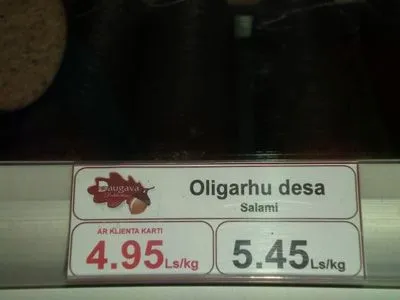 Daugava
Oligarhu desa
Salami
AR KLIENTA KARTI
4.95 Ls/kg
5.45 Ls/kg